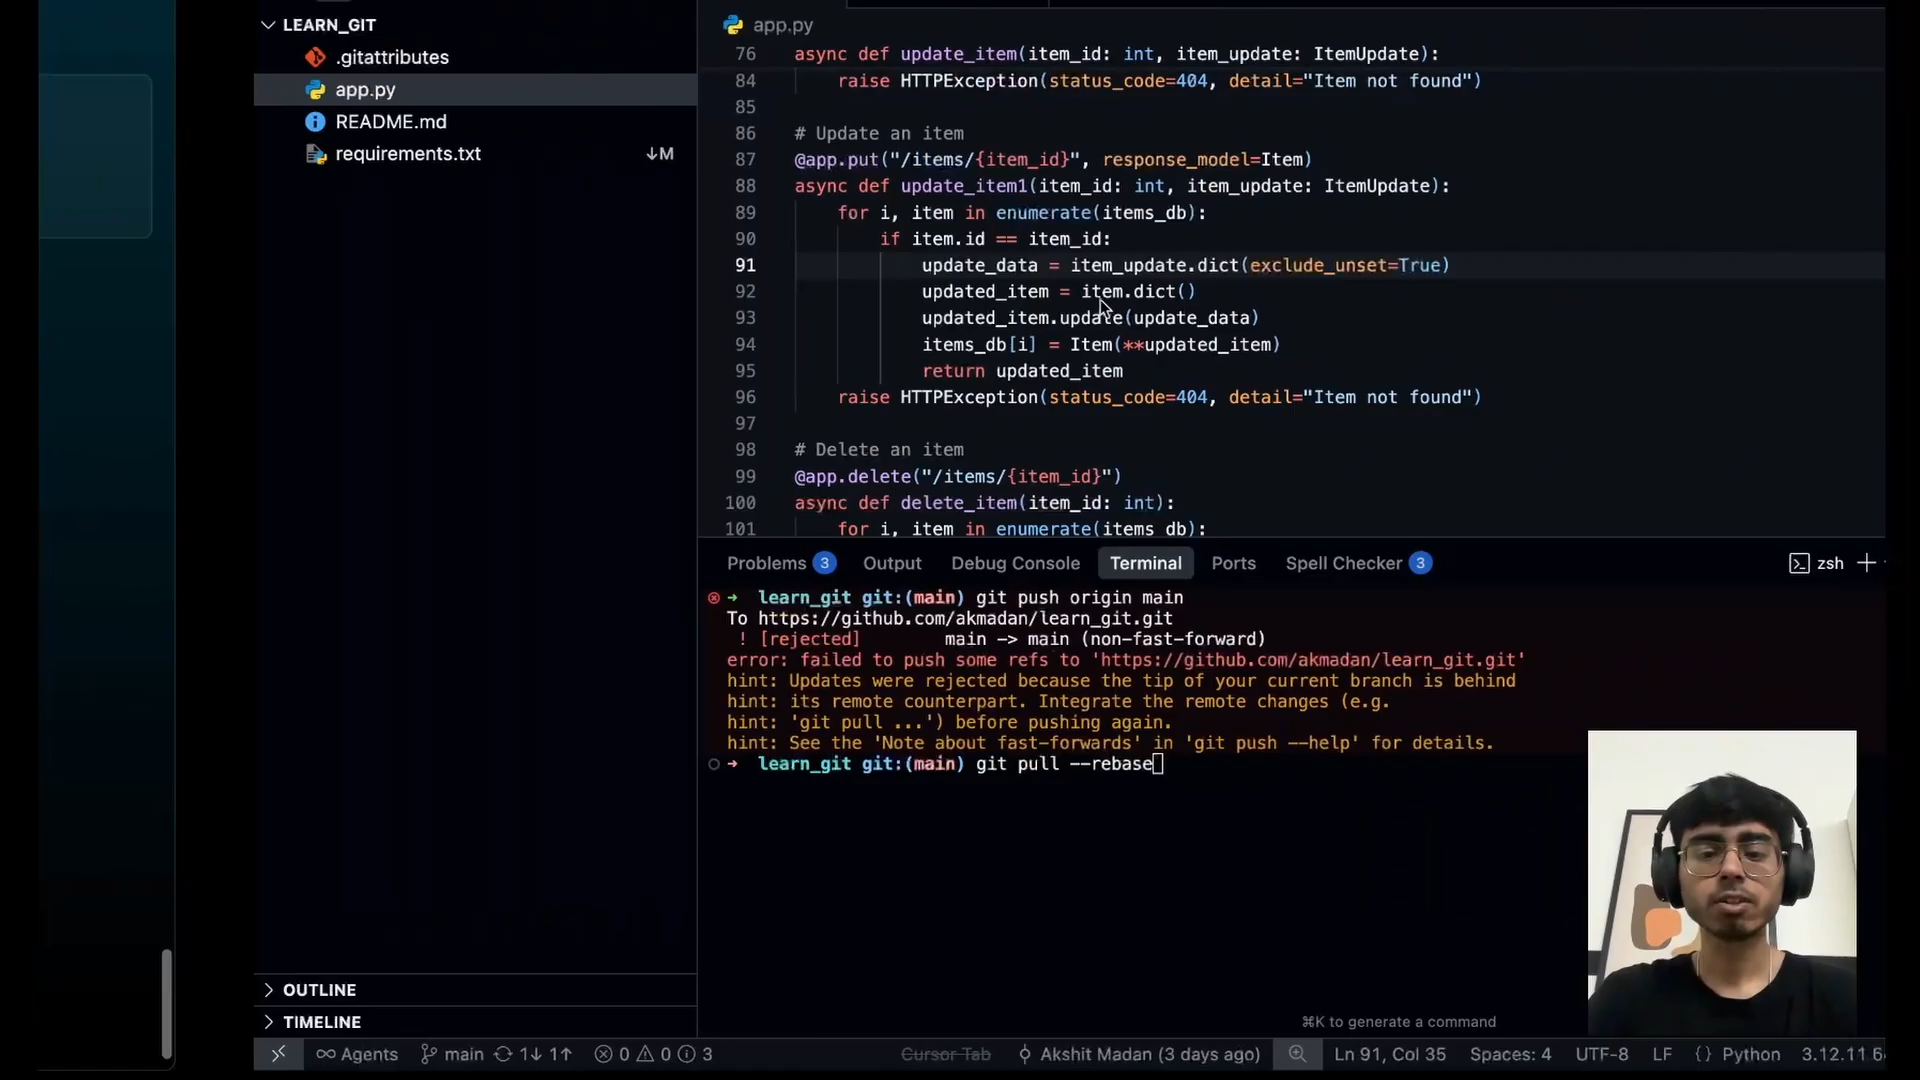 LEARN_GIT
.gitattributes
app.py
README.md
requirements.txt ↓M
OUTLINE
TIMELINE
app.py
76 async def update_item(item_id: int, item_update: ItemUpdate):
84 raise HTTPException(status_code=404, detail="Item not found")
85
86 # Update an item
87 @app.put("/items/{item_id}", response_model=Item)
88 async def update_item1(item_id: int, item_update: ItemUpdate):
89 for i, item in enumerate(items_db):
90 if item.id == item_id:
91 update_data = item_update.dict(exclude_unset=True)
92 updated_item = item.dict()
93 updated_item.update(update_data)
94 items_db[i] = Item(**updated_item)
95 return updated_item
96 raise HTTPException(status_code=404, detail="Item not found")
97
98 # Delete an item
99 @app.delete("/items/{item_id}")
100 async def delete_item(item_id: int):
101 for i, item in enumerate(items_db):
Problems 3 Output Debug Console Terminal Ports Spell Checker 3 zsh
→ learn_git git:(main) git push origin main
To https://github.com/akmadan/learn_git.git
! [rejected] main -> main (non-fast-forward)
error: failed to push some refs to 'https://github.com/akmadan/learn_git.git'
hint: Updates were rejected because the tip of your current branch is behind
hint: its remote counterpart. Integrate the remote changes (e.g.
hint: 'git pull ...') before pushing again.
hint: See the 'Note about fast-forwards' in 'git push --help' for details.
→ learn_git git:(main) git pull --rebase
⌘K to generate a command
Agents main 1↓ 1↑ 0 0 3 Cursor Tab Akshit Madan (3 days ago) Ln 91, Col 35 Spaces: 4 UTF-8 LF {} Python 3.12.11